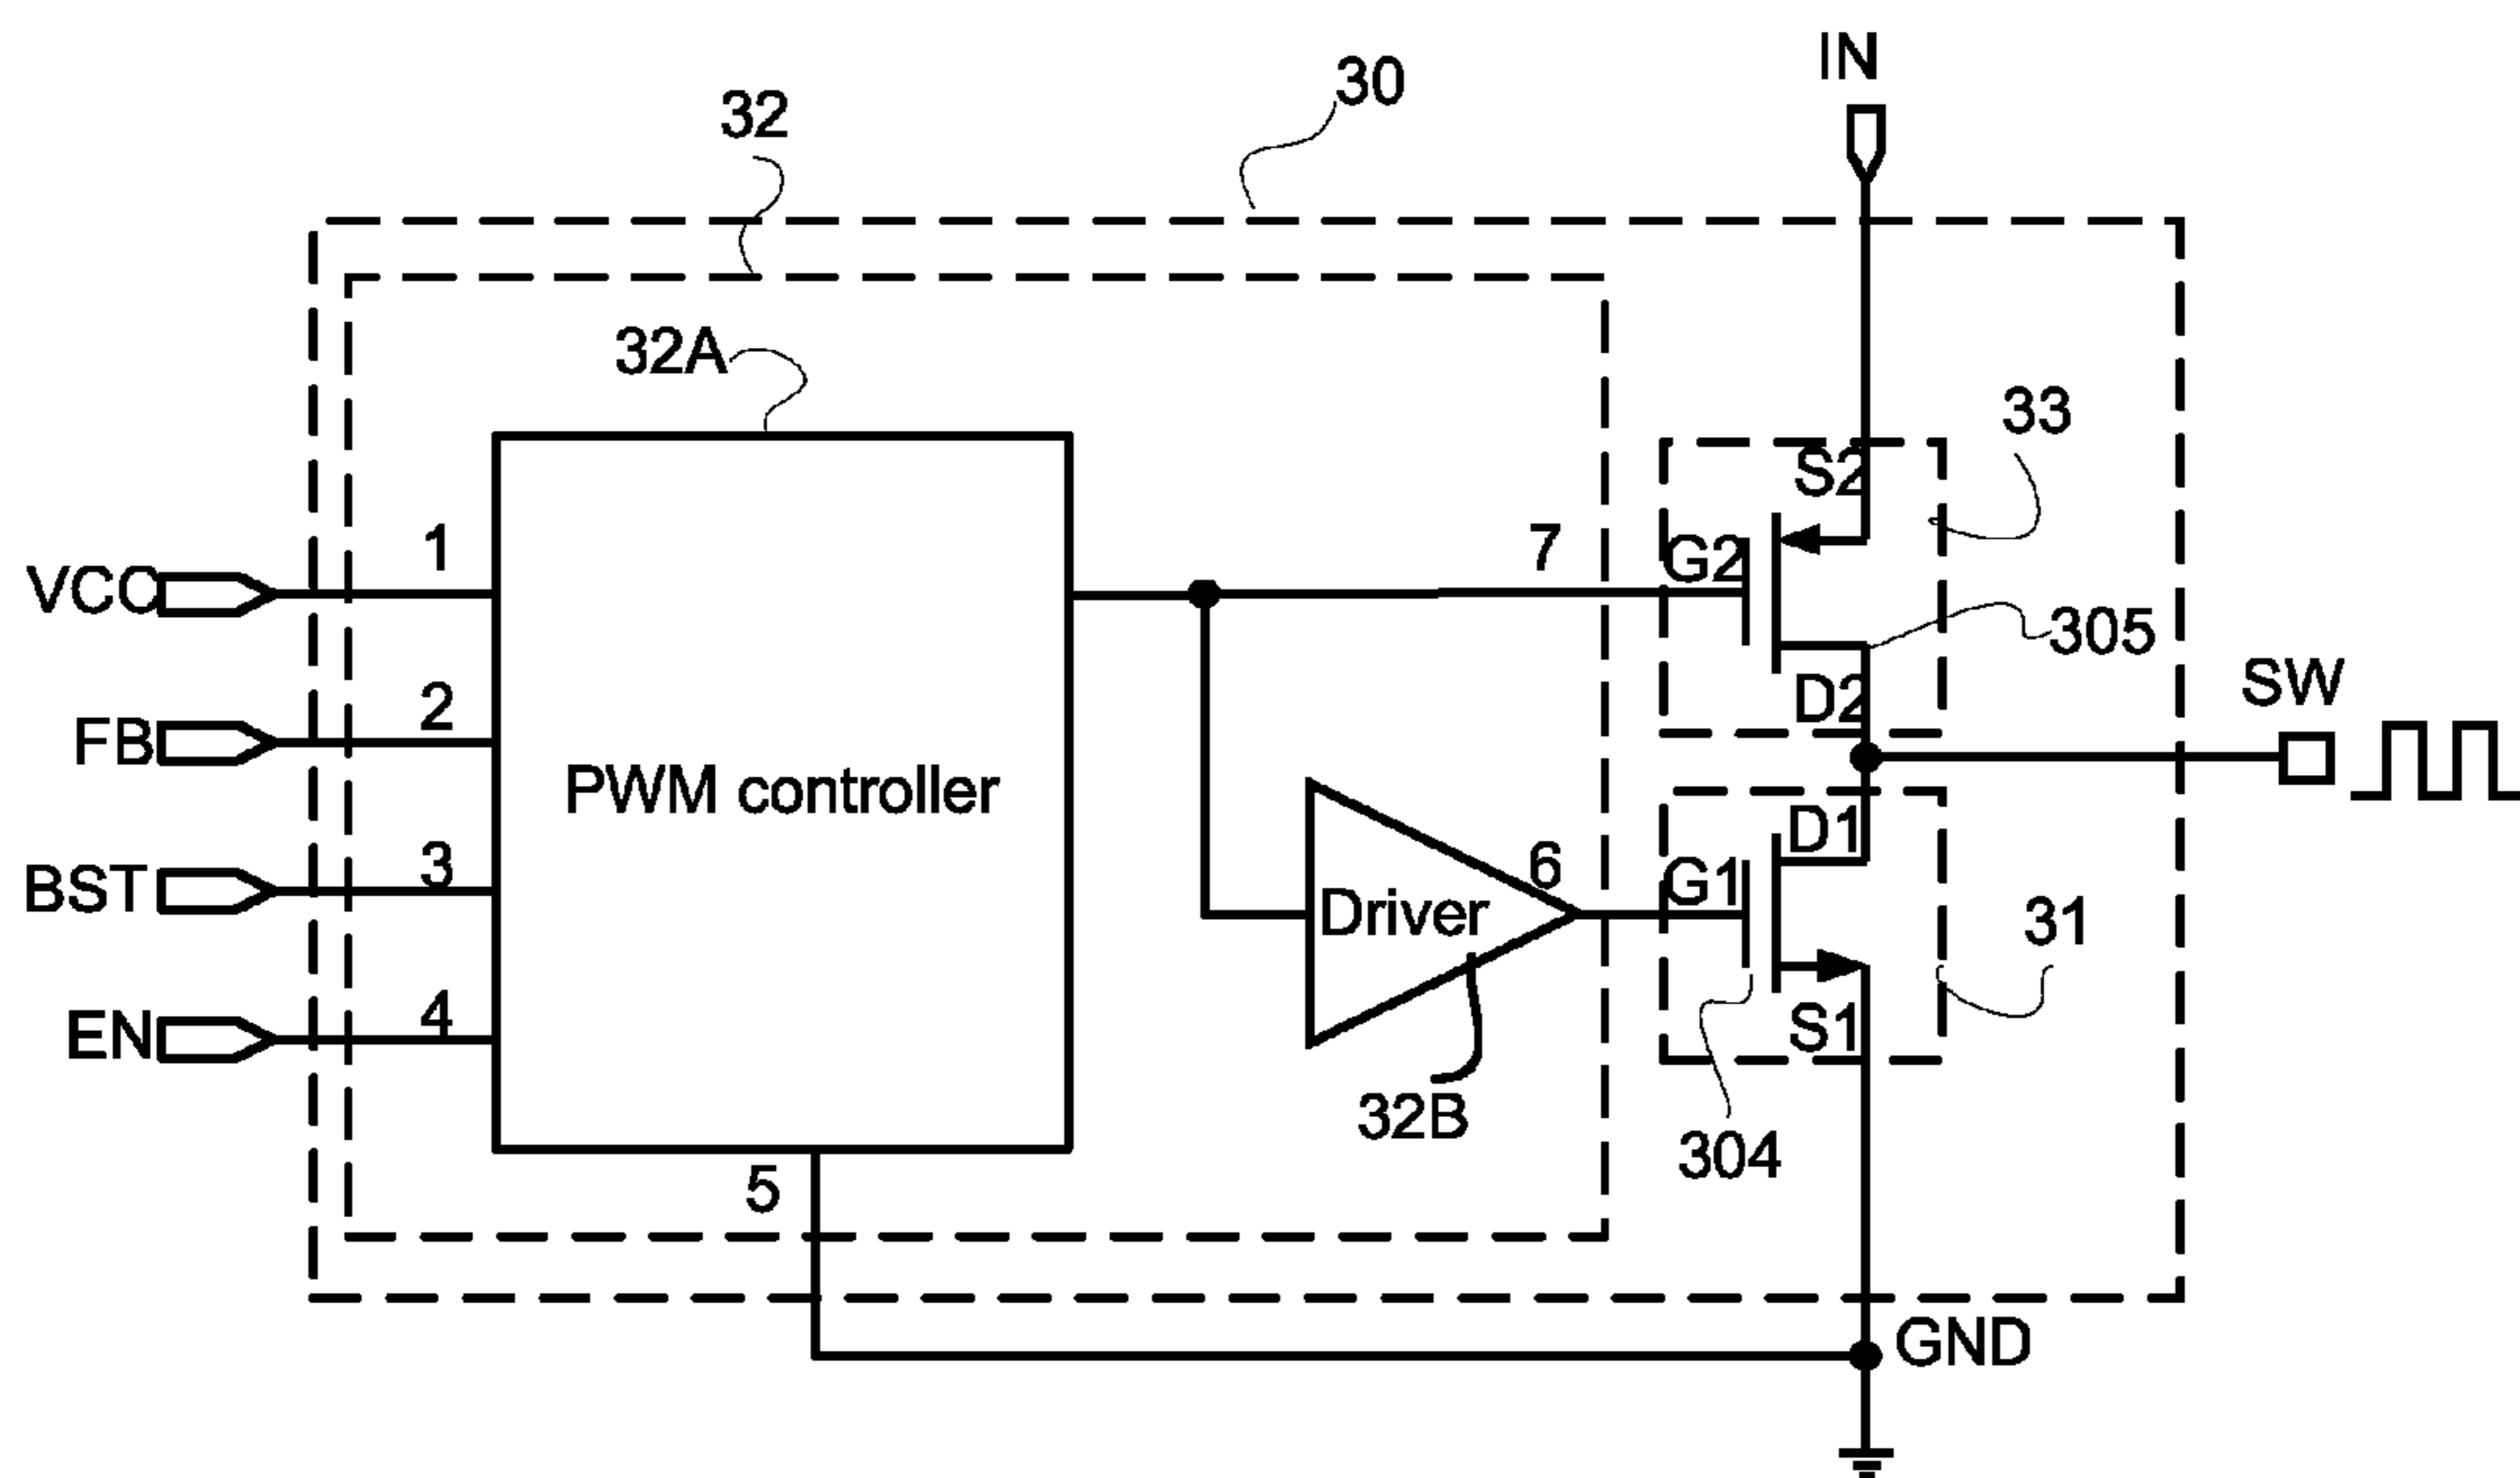 IN
30
32
32A
33
S2
1
7
G2
VCC
305
2
D2
SW
FB
PWM controller
D1
3
6
G1
BST
Driver
31
4
S1
EN
32B
304
5
GND